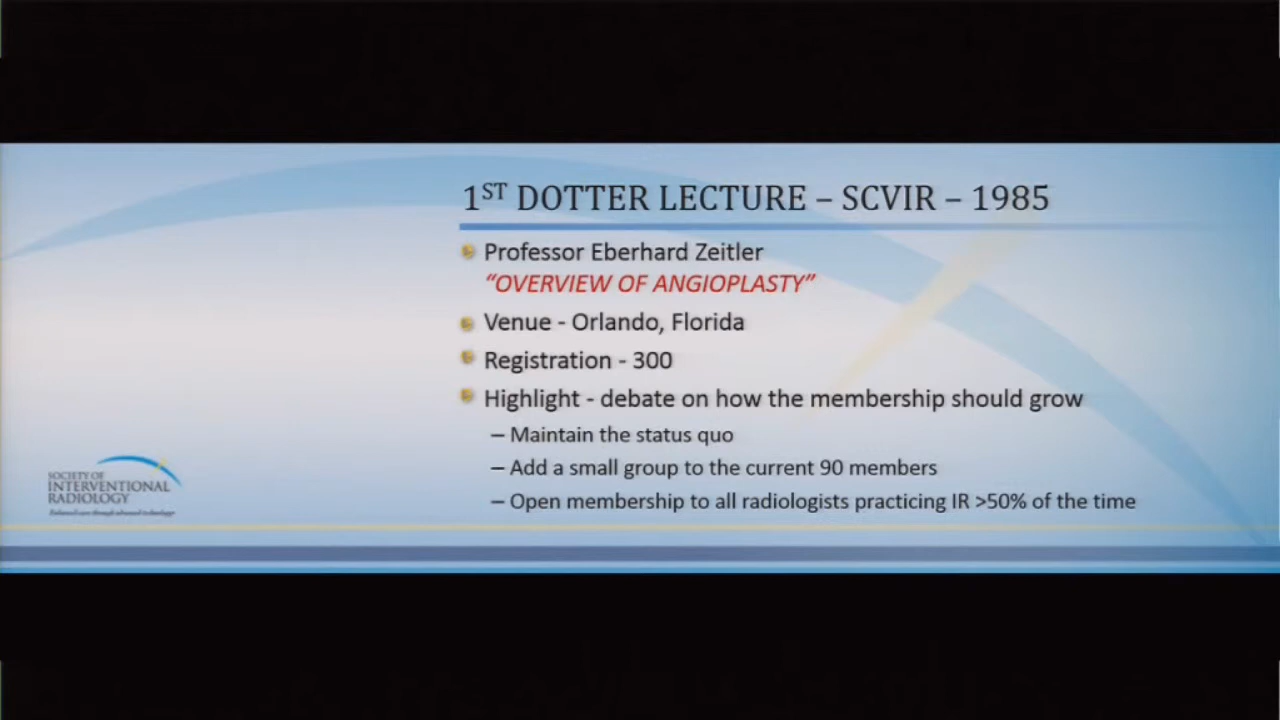 1ST DOTTER LECTURE – SCVIR – 1985
Professor Eberhard Zeitler
“OVERVIEW OF ANGIOPLASTY”
Venue - Orlando, Florida
Registration - 300
Highlight - debate on how the membership should grow
– Maintain the status quo
– Add a small group to the current 90 members
– Open membership to all radiologists practicing IR >50% of the time
SOCIETY OF
INTERVENTIONAL
RADIOLOGY